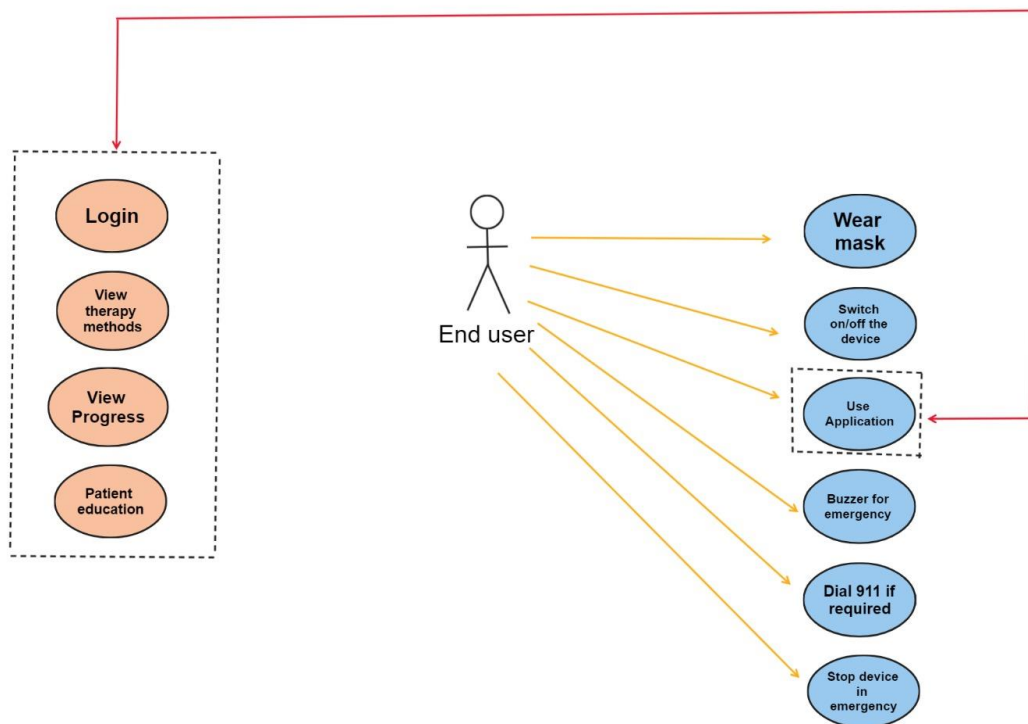 Login
View
therapy
methods
View
Progress
Patient
education
End user
Wear
mask
Switch
on/off the
device
Use
Application
Buzzer for
emergency
Dial 911 if
required
Stop device
in
emergency